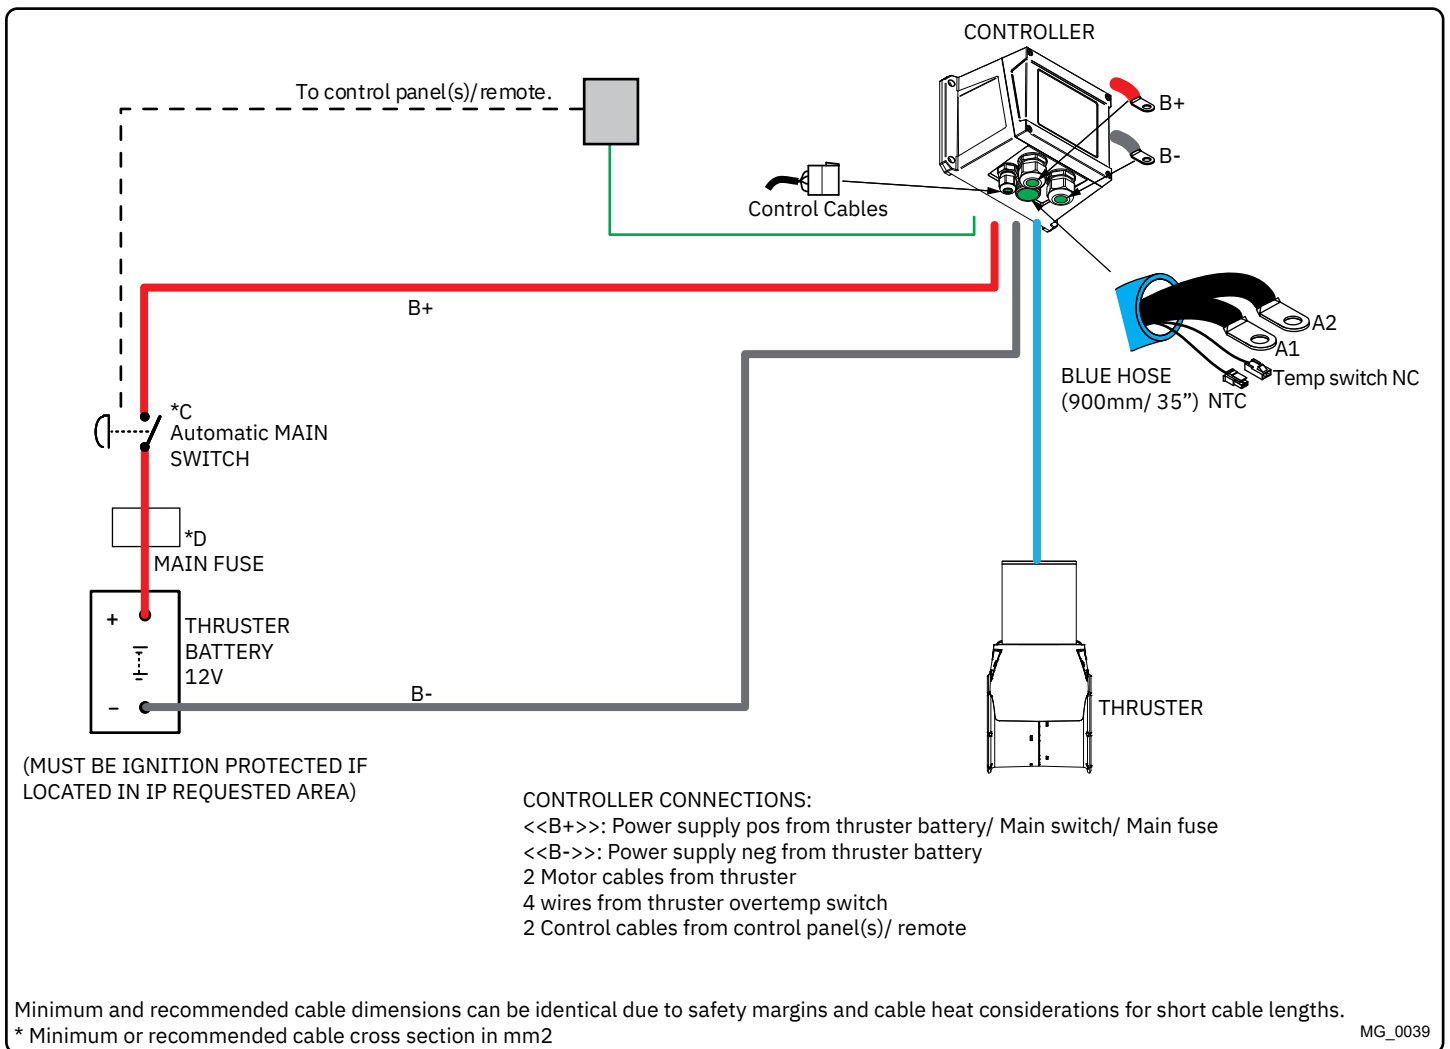 CONTROLLER
To control panel(s)/remote.
B+
B-
Control Cables
B+
A2
A1
BLUE HOSE
(900mm/ 35”)
NTC
Temp switch NC
*C
Automatic MAIN
SWITCH
*D
MAIN FUSE
+
THRUSTER
BATTERY
12V
–
B-
THRUSTER
(MUST BE IGNITION PROTECTED IF
LOCATED IN IP REQUESTED AREA)
CONTROLLER CONNECTIONS:
<<B+>>: Power supply pos from thruster battery/ Main switch/ Main fuse
<<B->>: Power supply neg from thruster battery
2 Motor cables from thruster
4 wires from thruster overtemp switch
2 Control cables from control panel(s)/ remote
Minimum and recommended cable dimensions can be identical due to safety margins and cable heat considerations for short cable lengths.
* Minimum or recommended cable cross section in mm2
MG_0039